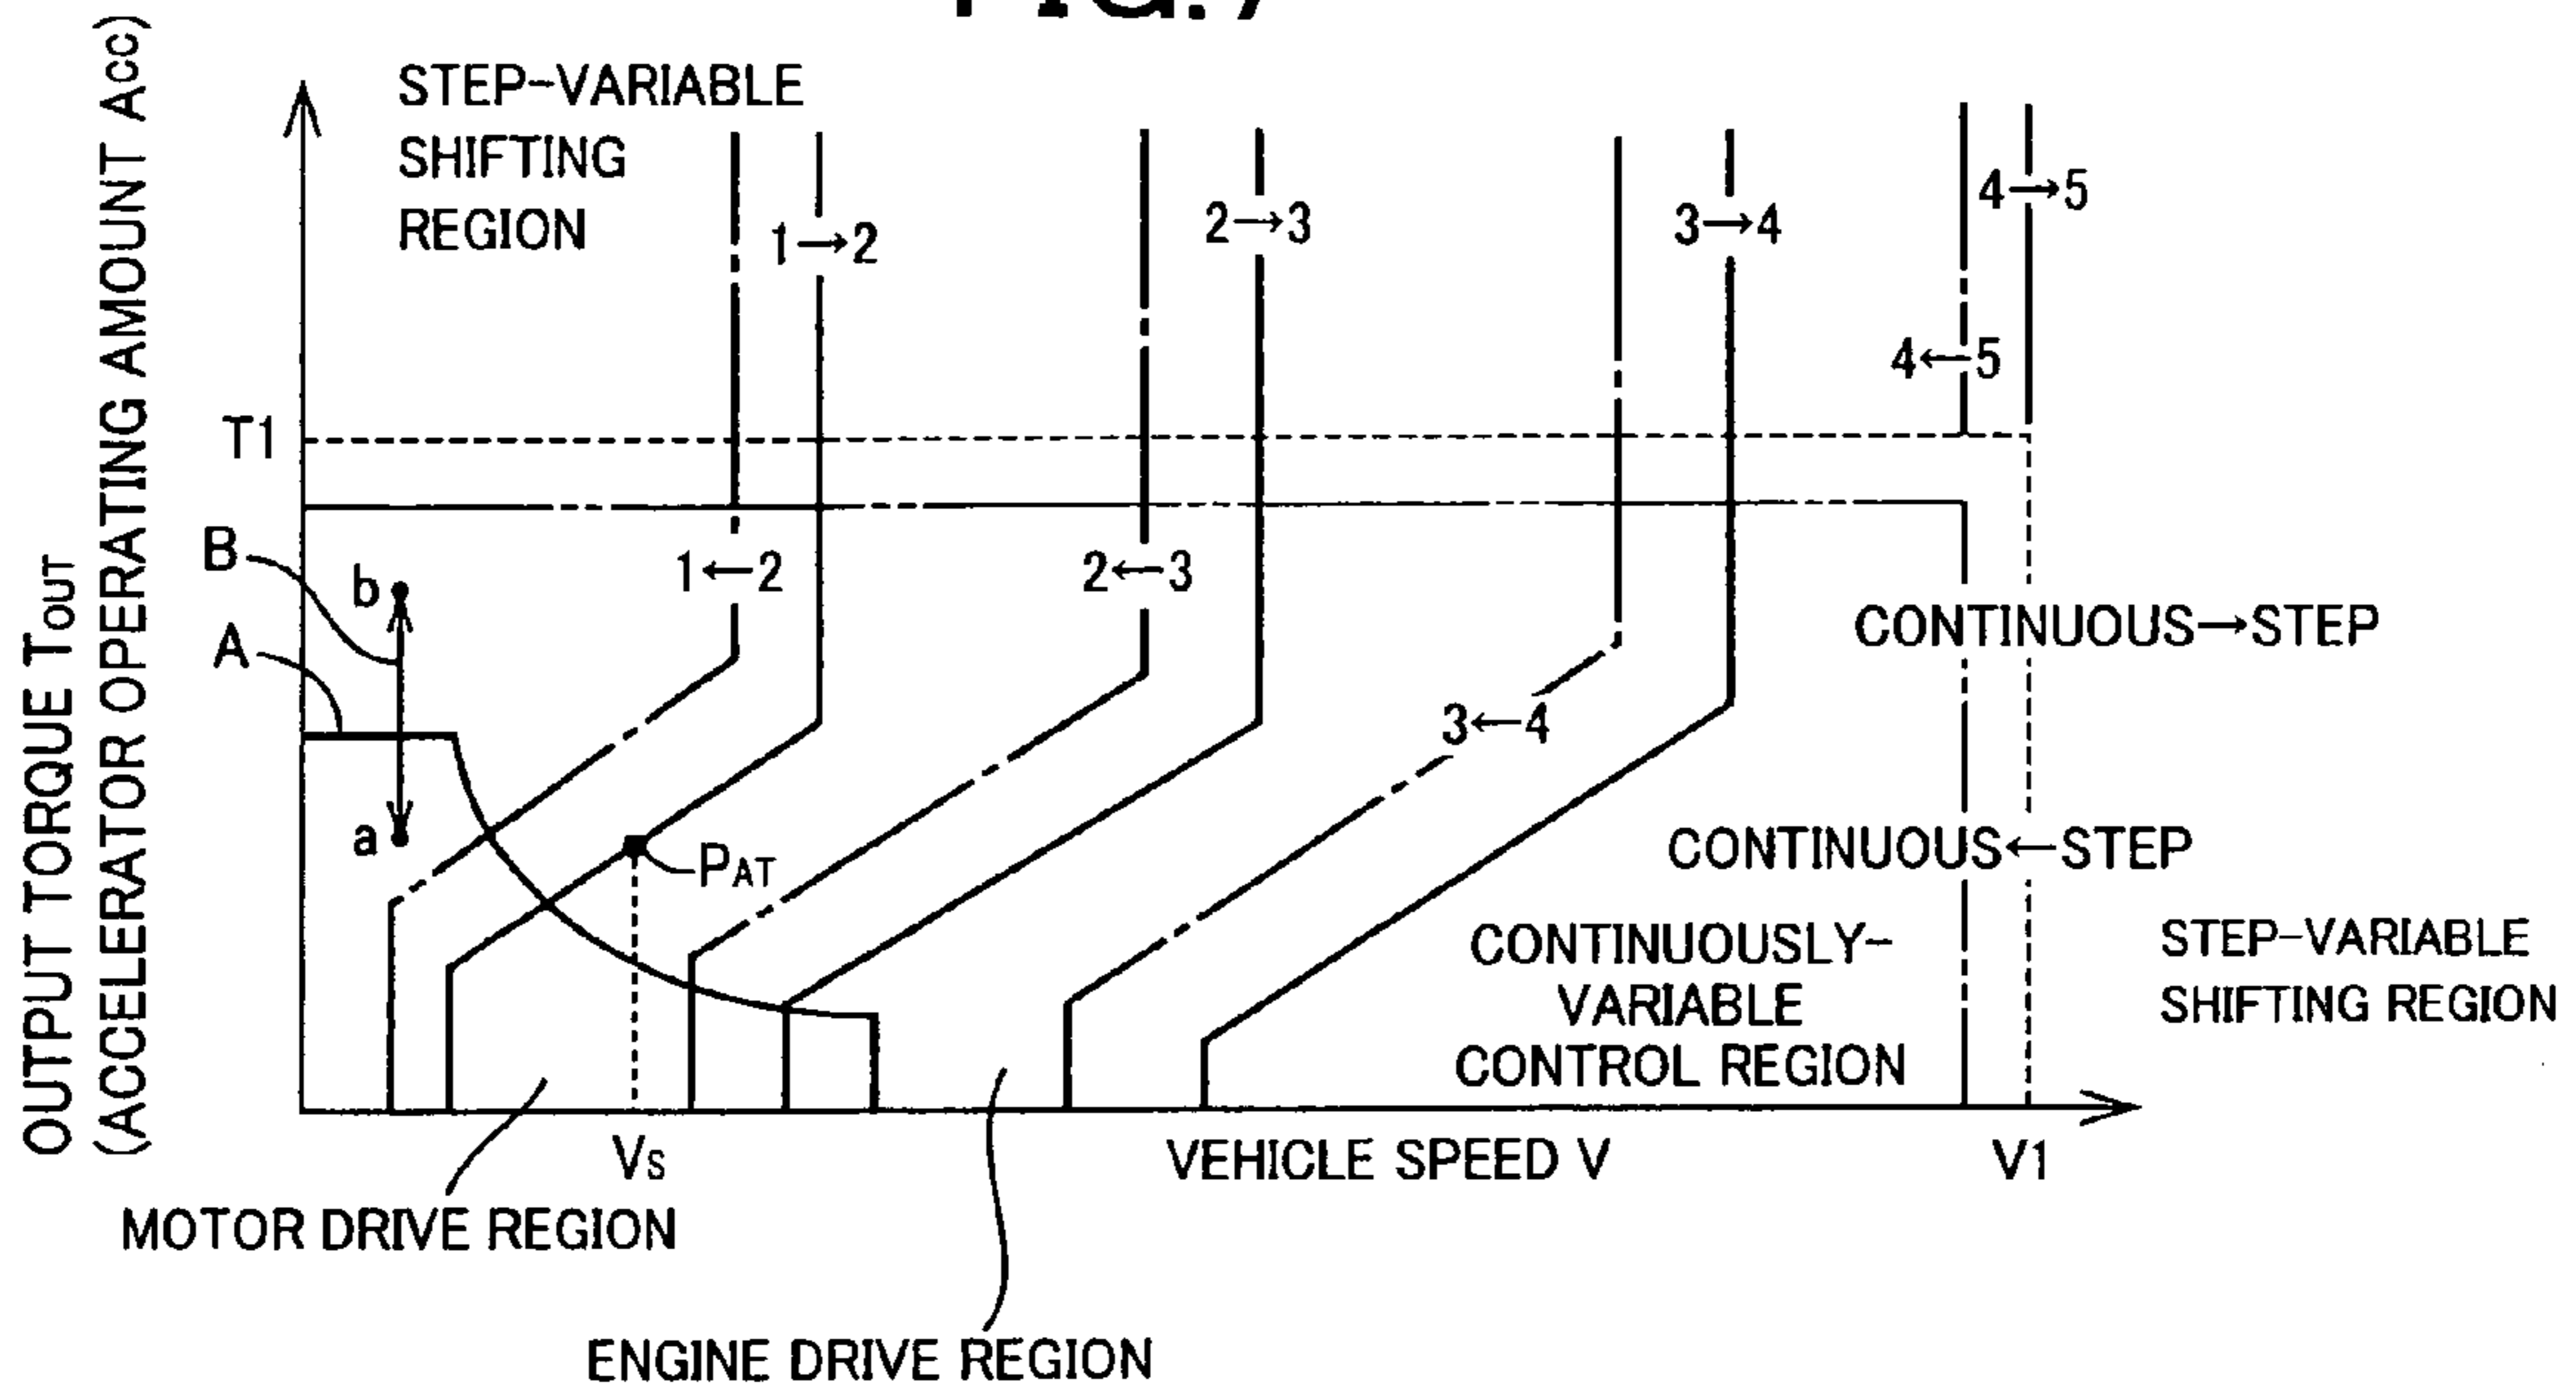 FIG.7
OUTPUT TORQUE TOUT
(ACCELERATOR OPERATING AMOUNT ACC)
STEP-VARIABLE
SHIFTING
REGION
1→2
2→3
3→4
4→5
4←5
T1
B
b
1←2
2←3
CONTINUOUS→STEP
A
3←4
a
PAT
CONTINUOUS←STEP
CONTINUOUSLY-
VARIABLE
CONTROL REGION
STEP-VARIABLE
SHIFTING REGION
VS
VEHICLE SPEED V
V1
MOTOR DRIVE REGION
ENGINE DRIVE REGION